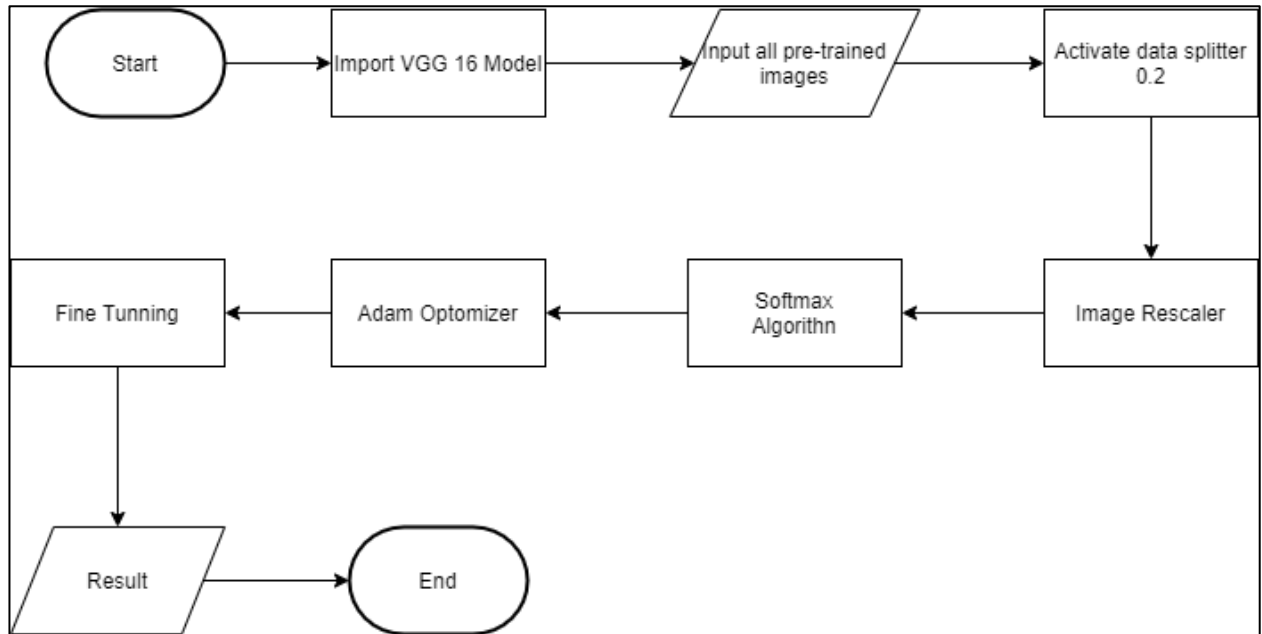 Start
Import VGG 16 Model
Input all pre-trained
images
Activate data splitter
0.2
Fine Tunning
Adam Optomizer
Softmax
Algorithn
Image Rescaler
Result
End